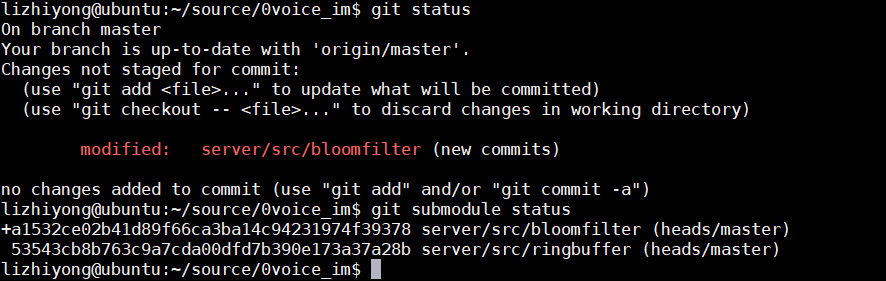 lizhiyong@ubuntu:~/source/0voice_im$ git status
On branch master
Your branch is up-to-date with 'origin/master'.
Changes not staged for commit:
  (use "git add <file>..." to update what will be committed)
  (use "git checkout -- <file>..." to discard changes in working directory)

        modified:   server/src/bloomfilter (new commits)

no changes added to commit (use "git add" and/or "git commit -a")
lizhiyong@ubuntu:~/source/0voice_im$ git submodule status
+a1532ce02b41d89f66ca3ba14c94231974f39378 server/src/bloomfilter (heads/master)
 53543cb8b763c9a7cda00dfd7b390e173a37a28b server/src/ringbuffer (heads/master)
lizhiyong@ubuntu:~/source/0voice_im$